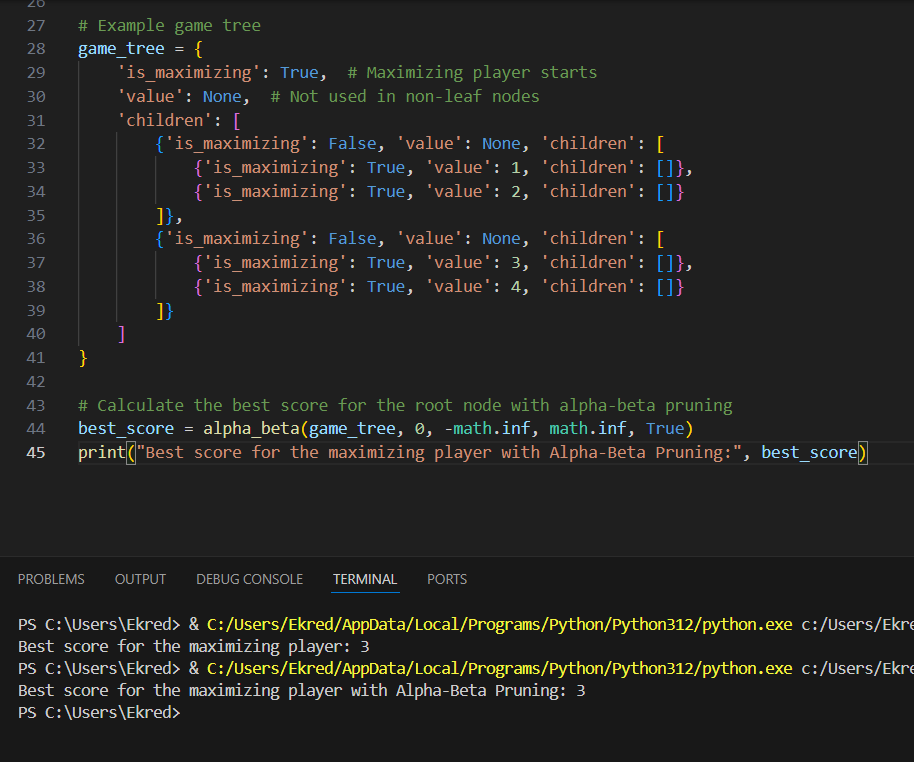 26
27 # Example game tree
28 game_tree = {
29     'is_maximizing': True,  # Maximizing player starts
30     'value': None,  # Not used in non-leaf nodes
31     'children': [
32         {'is_maximizing': False, 'value': None, 'children': [
33             {'is_maximizing': True, 'value': 1, 'children': []},
34             {'is_maximizing': True, 'value': 2, 'children': []}
35         ]},
36         {'is_maximizing': False, 'value': None, 'children': [
37             {'is_maximizing': True, 'value': 3, 'children': []},
38             {'is_maximizing': True, 'value': 4, 'children': []}
39         ]}
40     ]
41 }
42
43 # Calculate the best score for the root node with alpha-beta pruning
44 best_score = alpha_beta(game_tree, 0, -math.inf, math.inf, True)
45 print("Best score for the maximizing player with Alpha-Beta Pruning:", best_score)
PROBLEMS OUTPUT DEBUG CONSOLE TERMINAL PORTS
PS C:\Users\Ekred> & C:/Users/Ekred/AppData/Local/Programs/Python/Python312/python.exe c:/Users/Ekre
Best score for the maximizing player: 3
PS C:\Users\Ekred> & C:/Users/Ekred/AppData/Local/Programs/Python/Python312/python.exe c:/Users/Ekre
Best score for the maximizing player with Alpha-Beta Pruning: 3
PS C:\Users\Ekred>